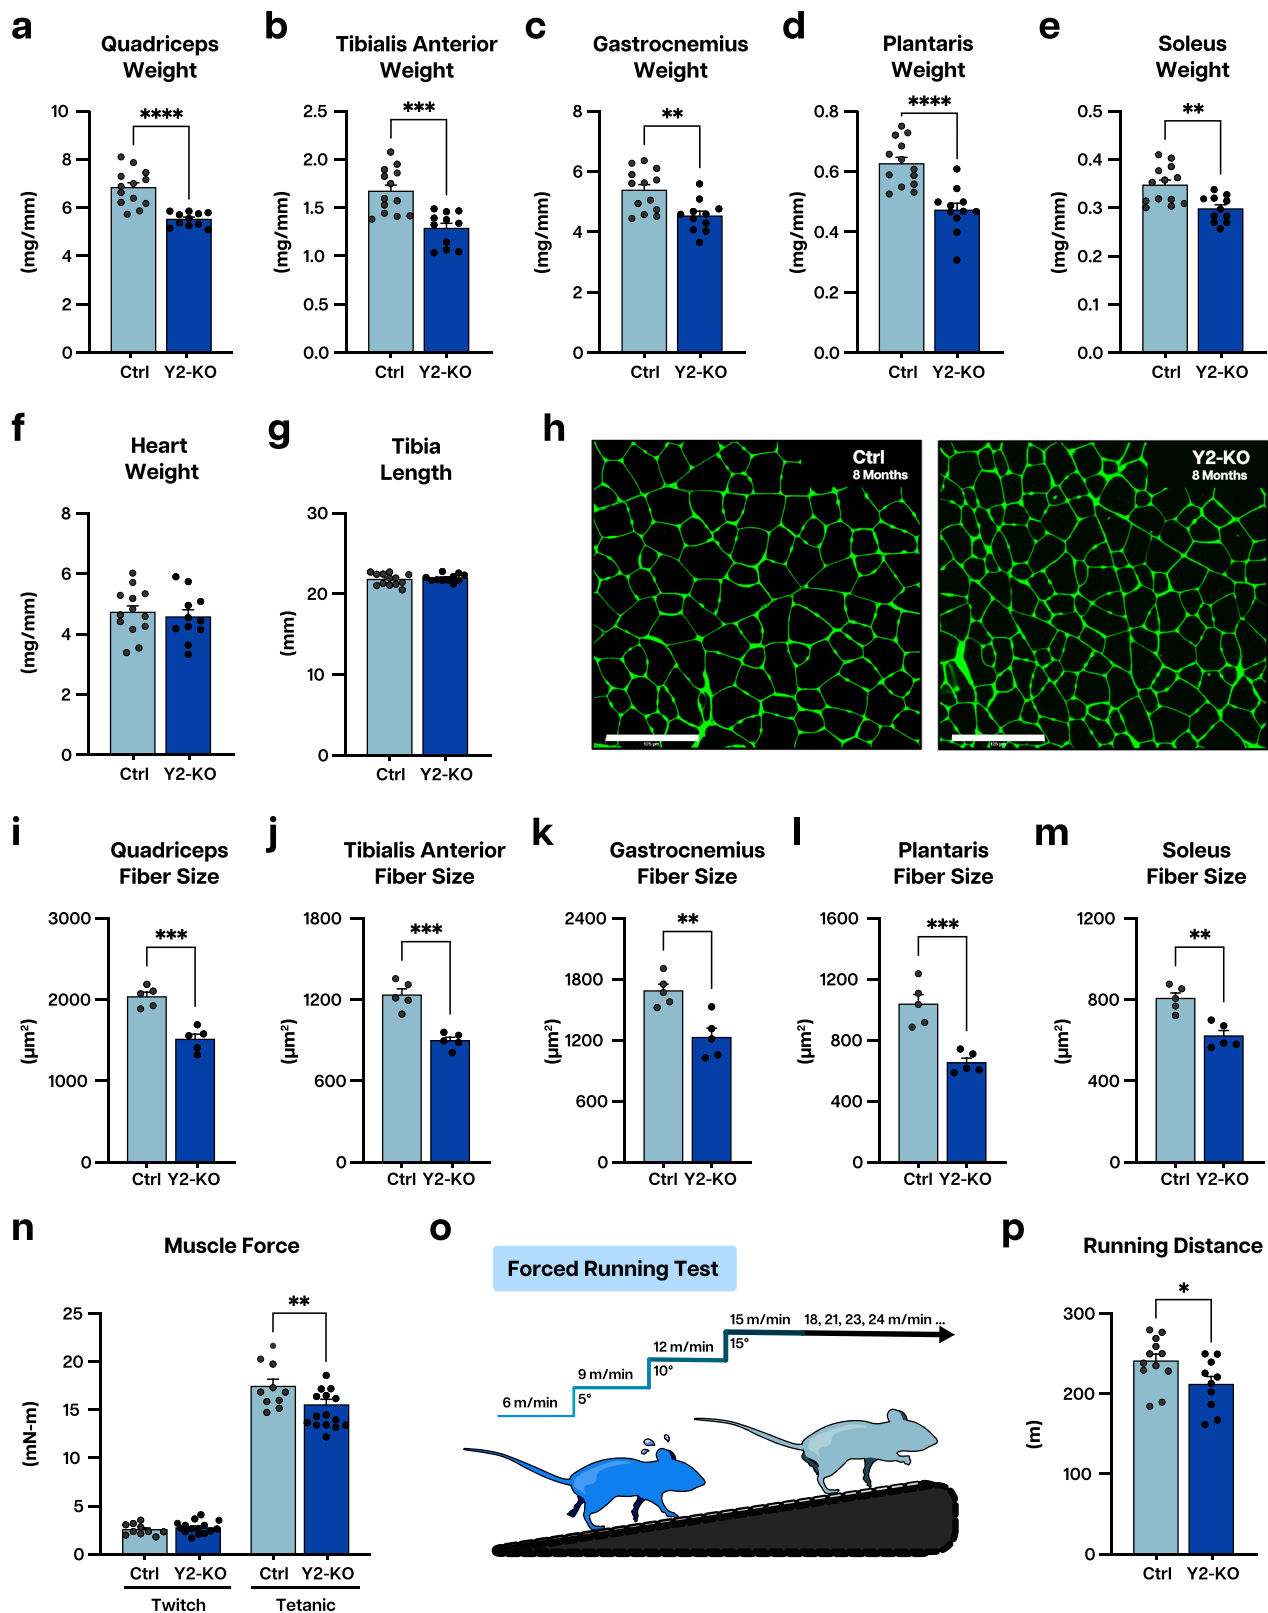 a
Quadriceps
Weight
(mg/mm)
10
8
6
4
2
0
****
Ctrl Y2-KO
b
Tibialis Anterior
Weight
(mg/mm)
2.5
2.0
1.5
1.0
0.5
0.0
***
Ctrl Y2-KO
c
Gastrocnemius
Weight
(mg/mm)
8
6
4
2
0
**
Ctrl Y2-KO
d
Plantaris
Weight
(mg/mm)
0.8
0.6
0.4
0.2
0.0
****
Ctrl Y2-KO
e
Soleus
Weight
(mg/mm)
0.5
0.4
0.3
0.2
0.1
0.0
**
Ctrl Y2-KO
f
Heart
Weight
(mg/mm)
8
6
4
2
0
Ctrl Y2-KO
g
Tibia
Length
(mm)
30
20
10
0
Ctrl Y2-KO
h
Ctrl
8 Months
125 µm
Y2-KO
8 Months
125 µm
i
Quadriceps
Fiber Size
(µm²)
3000
2000
1000
0
***
Ctrl Y2-KO
j
Tibialis Anterior
Fiber Size
(µm²)
1800
1200
600
0
***
Ctrl Y2-KO
k
Gastrocnemius
Fiber Size
(µm²)
2400
1800
1200
600
0
**
Ctrl Y2-KO
l
Plantaris
Fiber Size
(µm²)
1600
1200
800
400
0
***
Ctrl Y2-KO
m
Soleus
Fiber Size
(µm²)
1200
800
400
0
**
Ctrl Y2-KO
n
Muscle Force
(mN-m)
25
20
15
10
5
0
**
Ctrl Y2-KO Ctrl Y2-KO
Twitch Tetanic
o
Forced Running Test
6 m/min
9 m/min
5°
12 m/min
10°
15 m/min
15°
18, 21, 23, 24 m/min ...
p
Running Distance
(m)
300
200
100
0
*
Ctrl Y2-KO